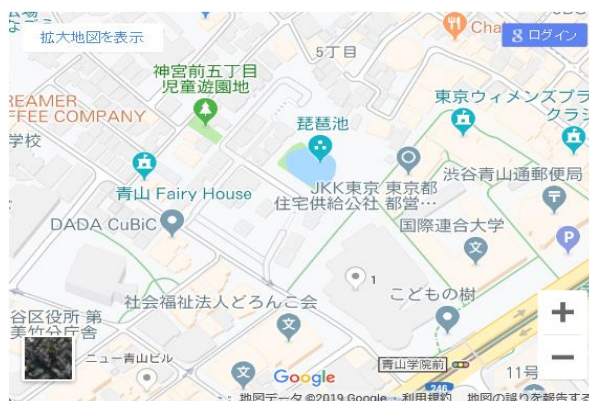 拡大地図を表示
5丁目
ログイン
神宮前五丁目
児童遊園地
REAMER
FFEE COMPANY
学校
琵琶池
東京ウィメンズプラ
クラシ
青山 Fairy House
JKK東京 東京都
住宅供給公社 都営…
渋谷青山通郵便局
DADA CuBiC
国際連合大学
1
社会福祉法人どろんこ会
こどもの樹
谷区役所 第
美竹分庁舎
ニュー青山ビル
青山学院前
11号
246
Google
地図データ ©2019 Google
利用規約
地図の誤りを報告する